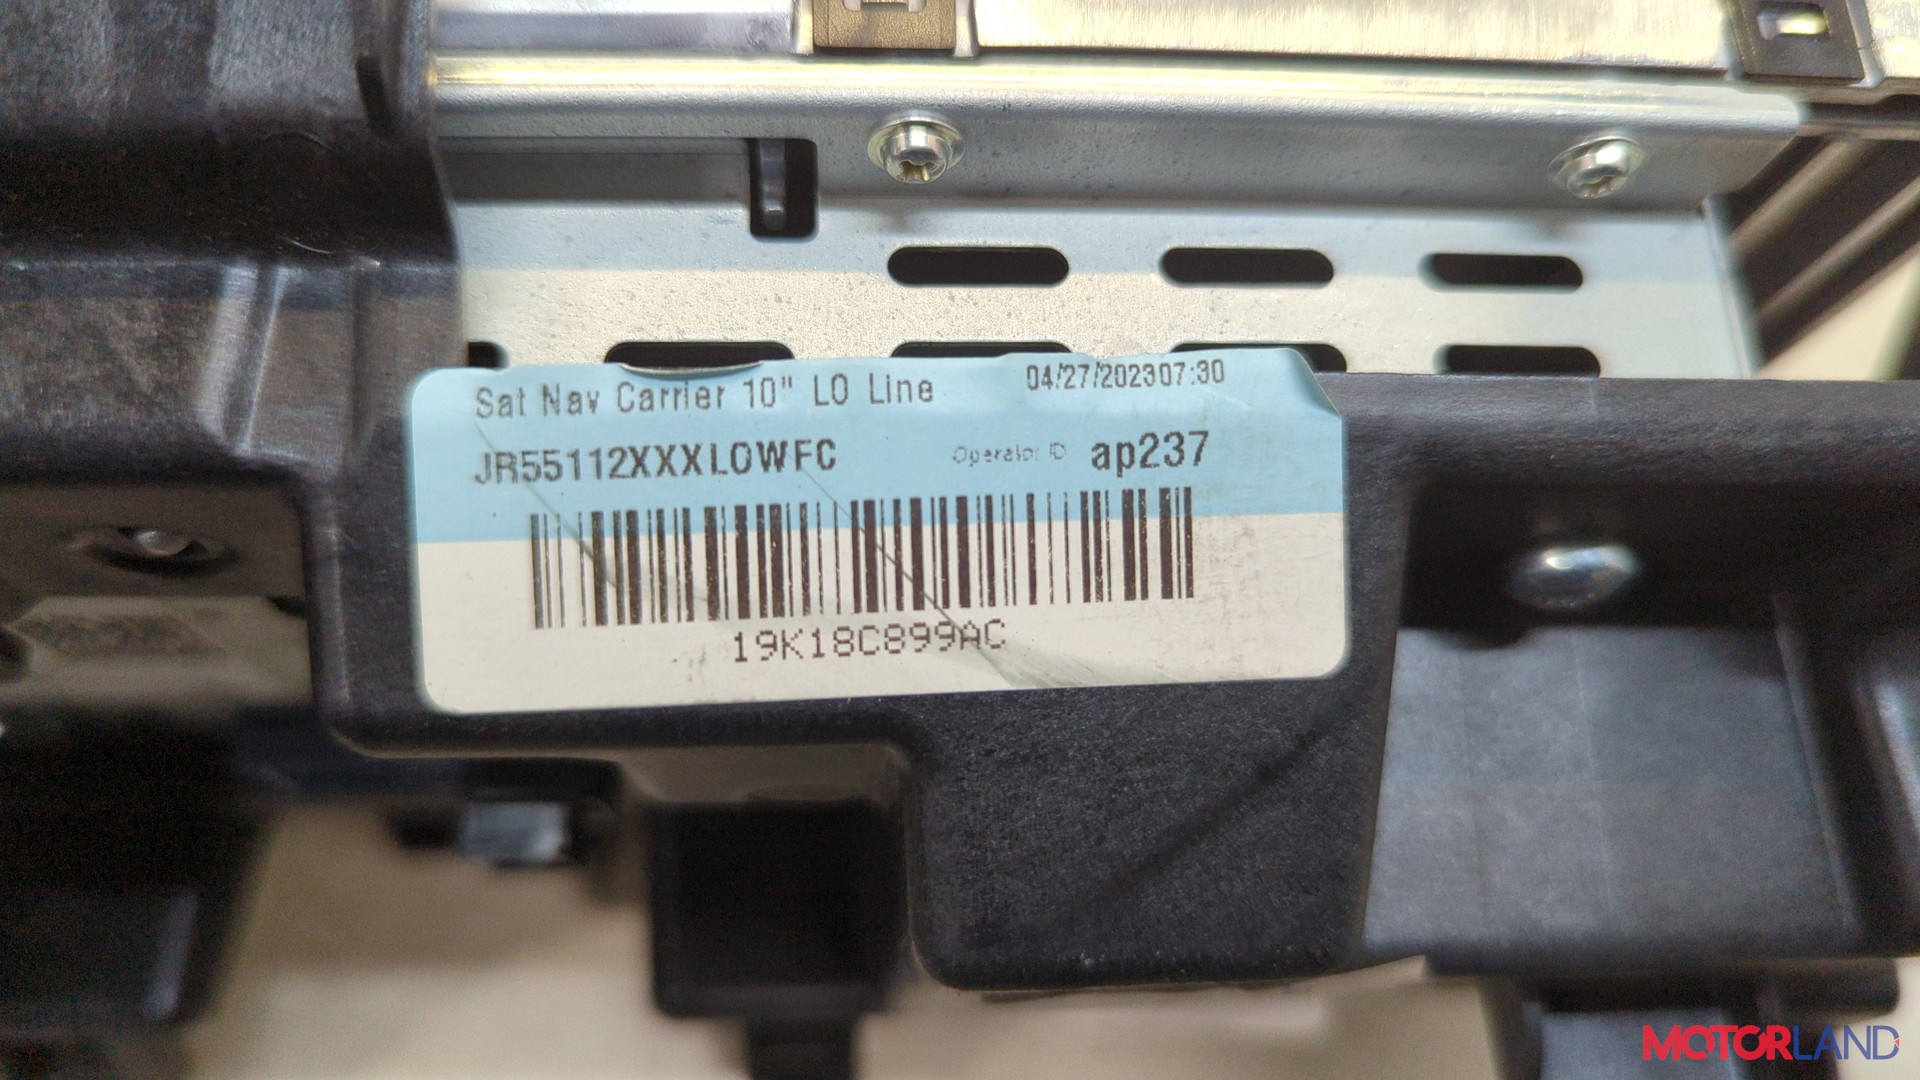 Sat Nav Carrier 10" LO Line 04/27/202307:30
JR55112XXXLOWFC Operator ID ap237
19K18C899AC
MOTORLAND